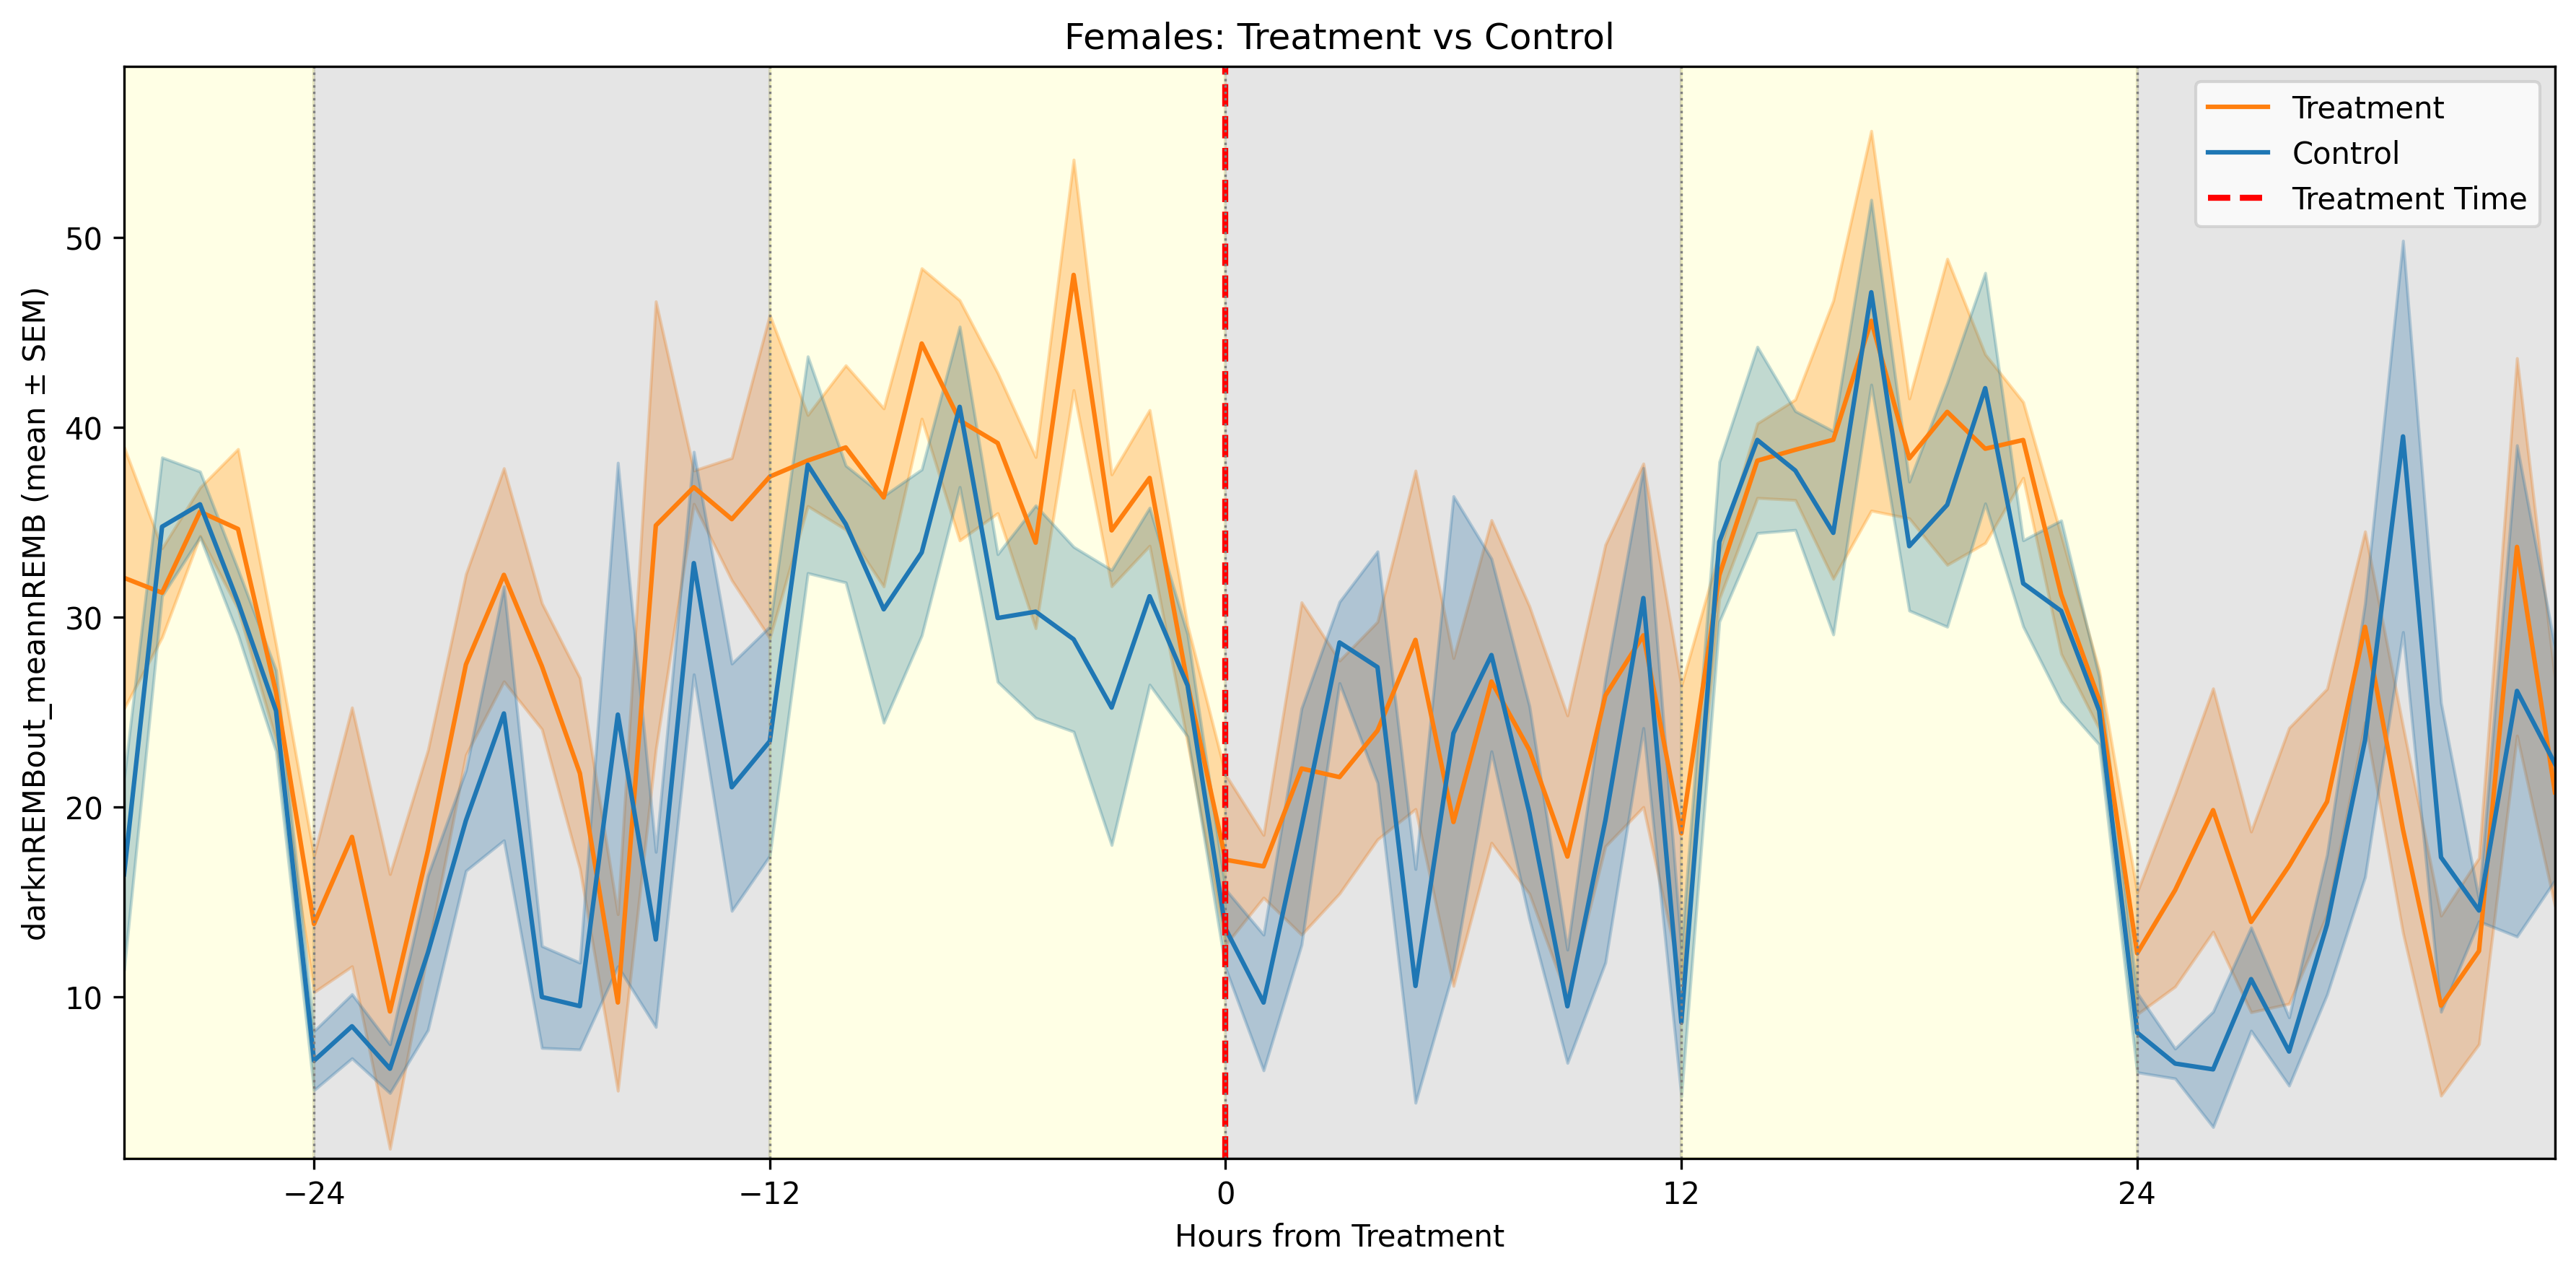 Females: Treatment vs Control
Treatment
Control
Treatment Time
darknREMBout_meannREMB (mean ± SEM)
50
40
30
20
10
−24
−12
0
12
24
Hours from Treatment